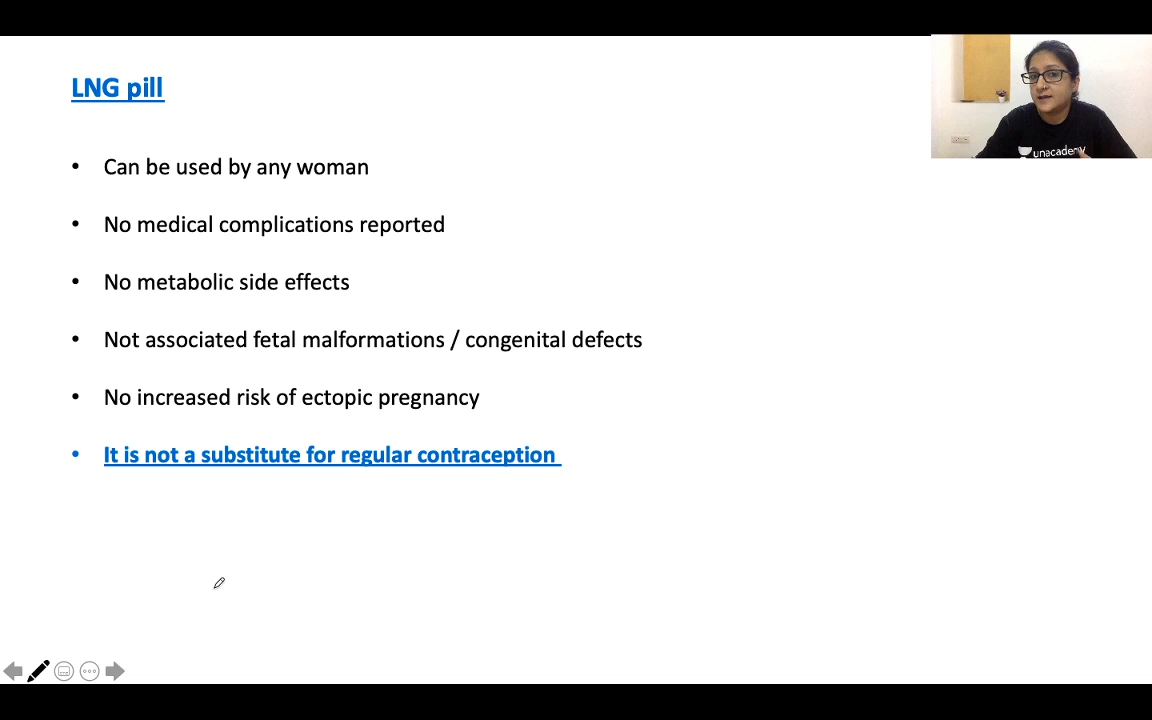 LNG pill
• Can be used by any woman
• No medical complications reported
• No metabolic side effects
• Not associated fetal malformations / congenital defects
• No increased risk of ectopic pregnancy
• It is not a substitute for regular contraception
unacademy